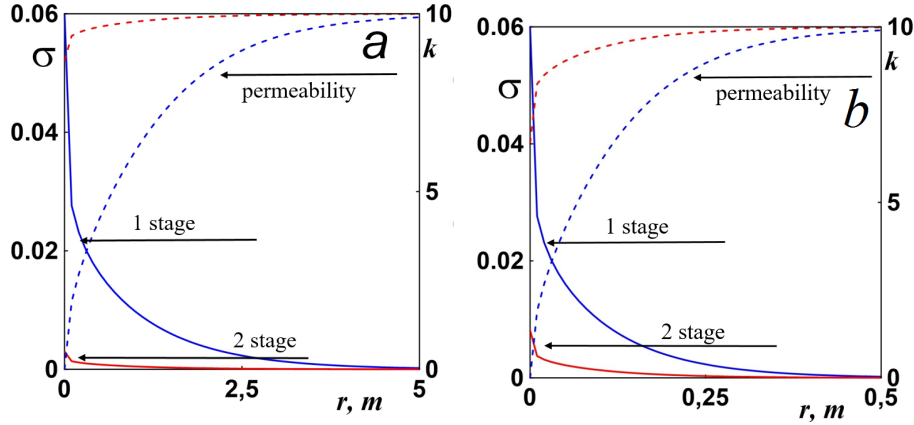 0.06
σ
0.04
0.02
0
a
10
k
5
0
permeability
1 stage
2 stage
0
2,5
5
r, m
0.06
σ
0.04
0.02
0
10
k
b
5
0
permeability
1 stage
2 stage
0
0,25
0,5
r, m